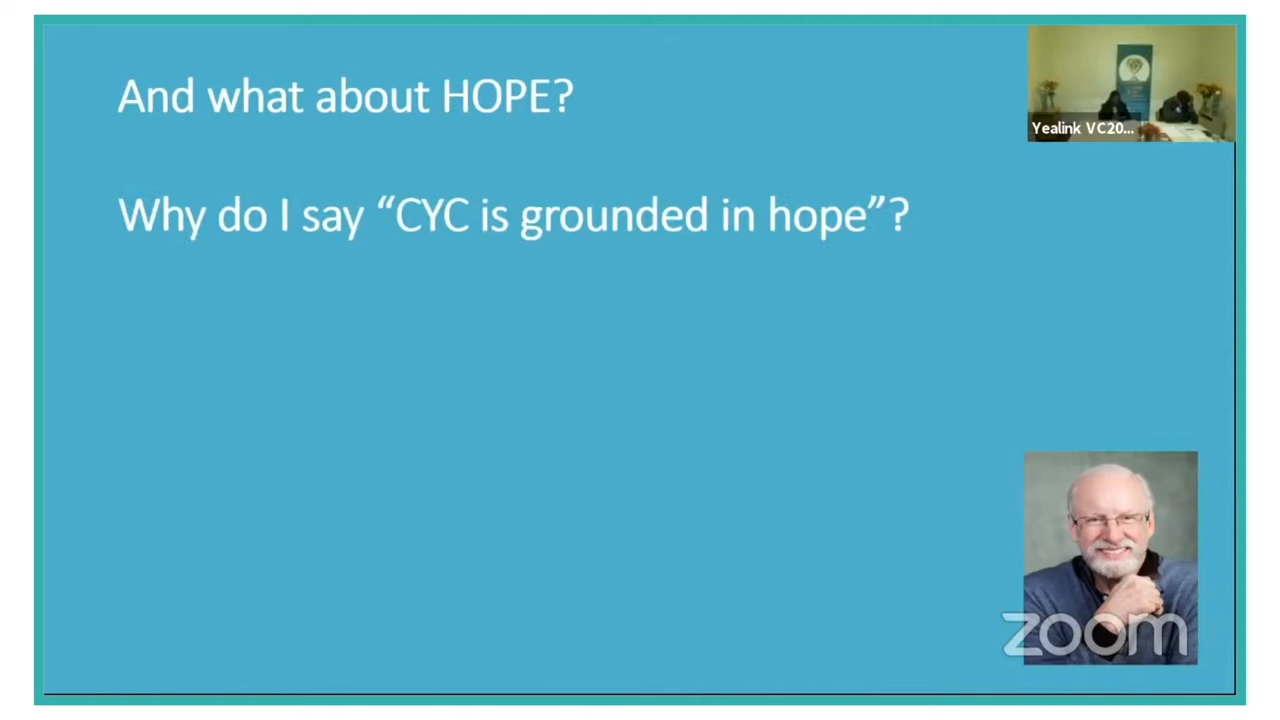 And what about HOPE?
Yealink VC20...
Why do I say “CYC is grounded in hope”?
zoom